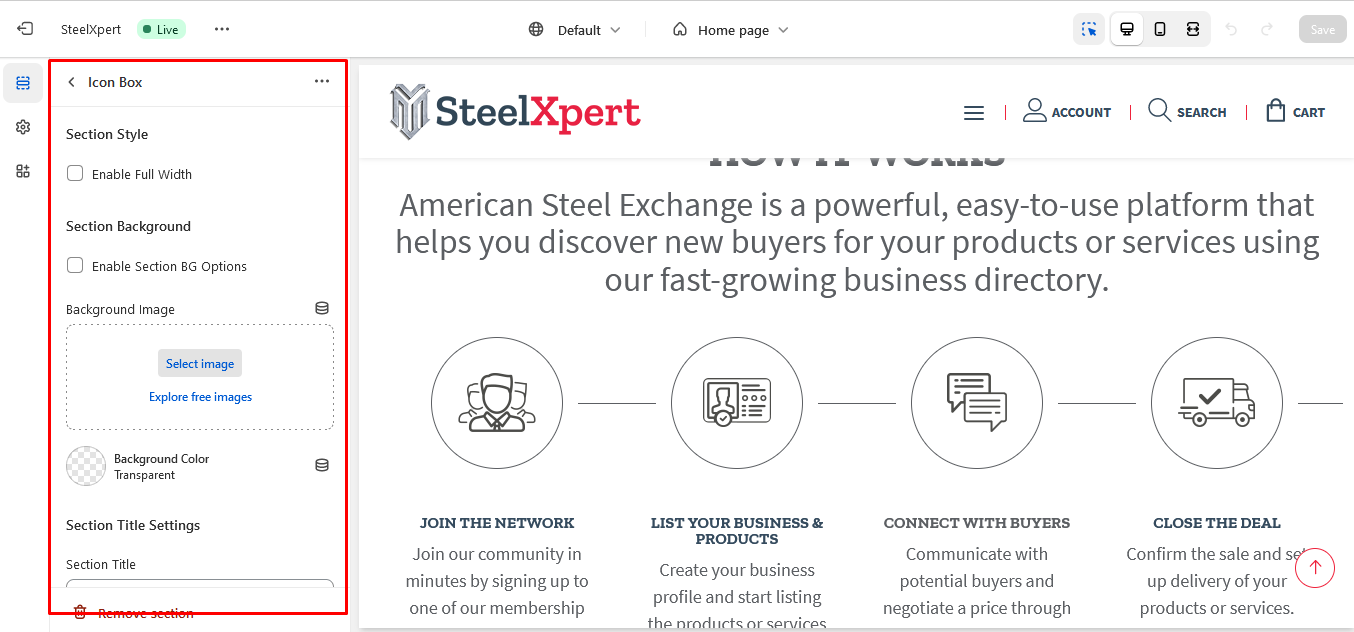 SteelXpert
Live
Default
Home page
Save
Icon Box
Section Style
Enable Full Width
Section Background
Enable Section BG Options
Background Image
Select image
Explore free images
Background Color
Transparent
Section Title Settings
Section Title
Remove section
SteelXpert
ACCOUNT
SEARCH
CART
HOW IT WORKS
American Steel Exchange is a powerful, easy-to-use platform that
helps you discover new buyers for your products or services using
our fast-growing business directory.
JOIN THE NETWORK
Join our community in
minutes by signing up to
one of our membership
LIST YOUR BUSINESS &
PRODUCTS
Create your business
profile and start listing
the products or services
CONNECT WITH BUYERS
Communicate with
potential buyers and
negotiate a price through
CLOSE THE DEAL
Confirm the sale and set
up delivery of your
products or services.